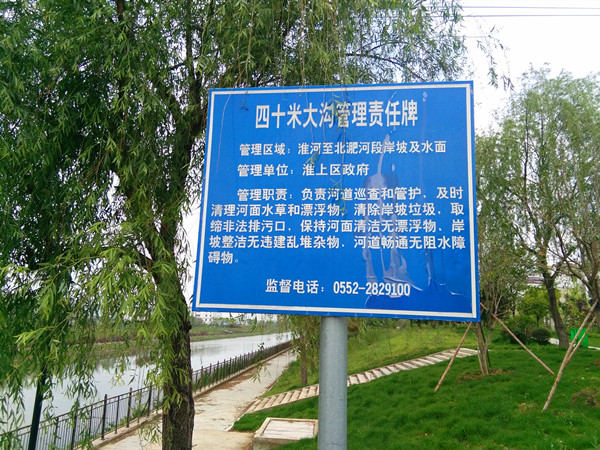 四十米大沟管理责任牌
管理区域：淮河至北淝河段岸坡及水面
管理单位：淮上区政府
管理职责：负责河道巡查和管护，及时
清理河面水草和漂浮物，清除岸坡垃圾，取
缔非法排污口，保持河面清洁无漂浮物，岸
坡整洁无违建乱堆杂物，河道畅通无阻水障
碍物。
监督电话：0552-2829100